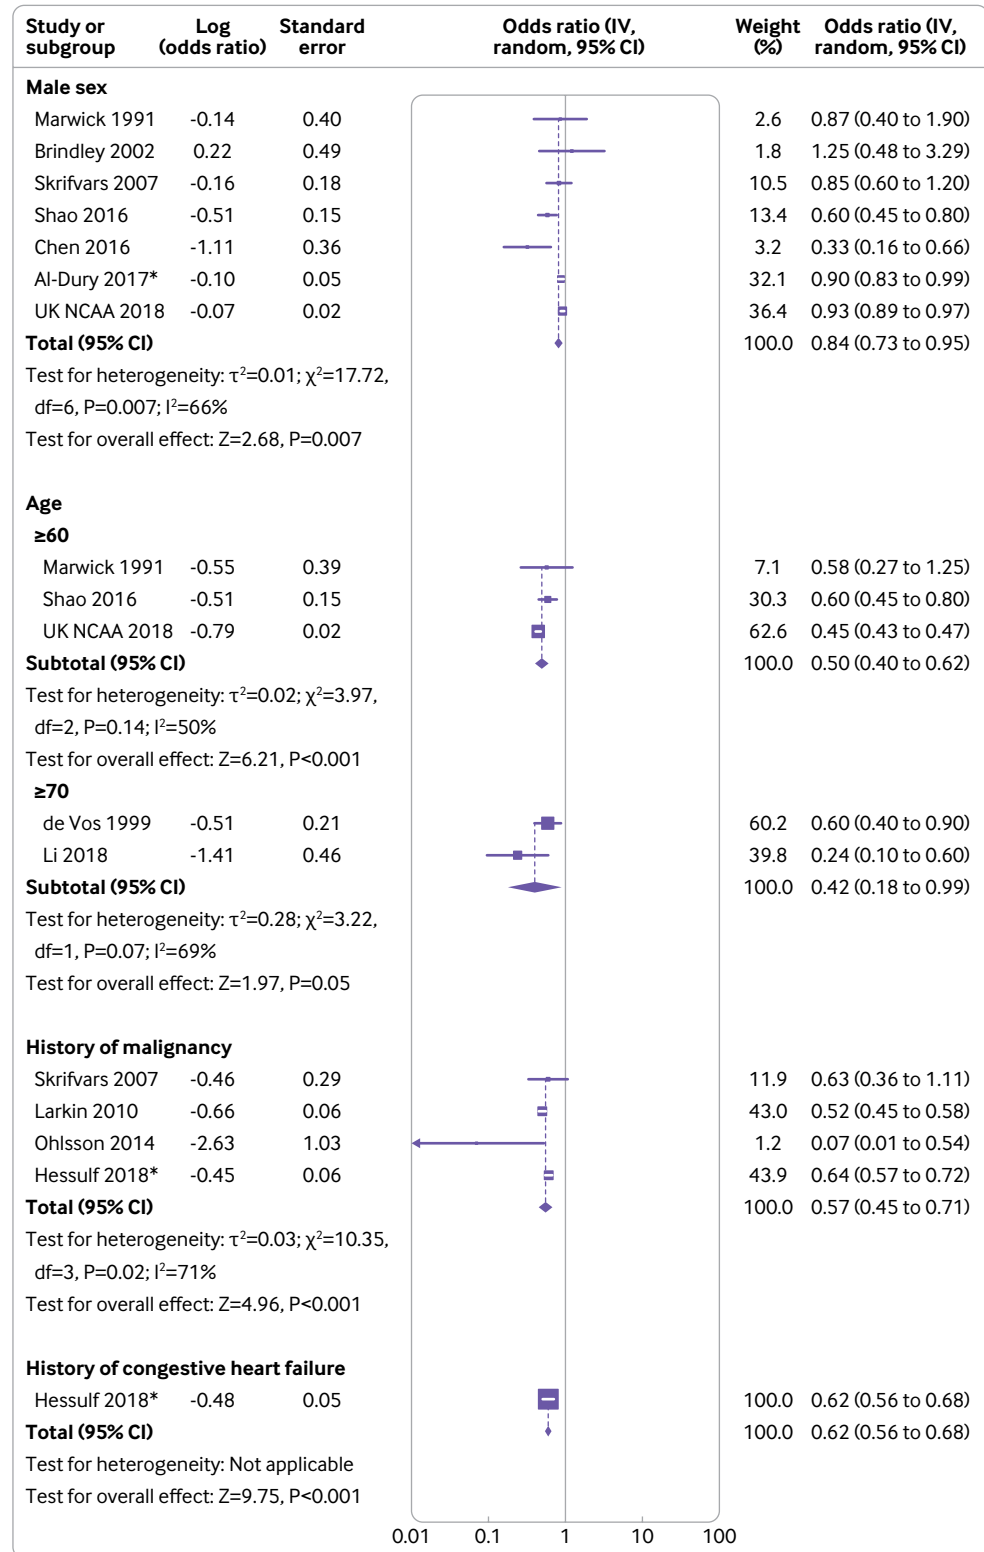 Study or subgroup Log (odds ratio) Standard error Odds ratio (IV, random, 95% CI) Weight (%) Odds ratio (IV, random, 95% CI)
Male sex
Marwick 1991 -0.14 0.40 2.6 0.87 (0.40 to 1.90)
Brindley 2002 0.22 0.49 1.8 1.25 (0.48 to 3.29)
Skrifvars 2007 -0.16 0.18 10.5 0.85 (0.60 to 1.20)
Shao 2016 -0.51 0.15 13.4 0.60 (0.45 to 0.80)
Chen 2016 -1.11 0.36 3.2 0.33 (0.16 to 0.66)
Al-Dury 2017* -0.10 0.05 32.1 0.90 (0.83 to 0.99)
UK NCAA 2018 -0.07 0.02 36.4 0.93 (0.89 to 0.97)
Total (95% CI) 100.0 0.84 (0.73 to 0.95)
Test for heterogeneity: τ²=0.01; χ²=17.72,
df=6, P=0.007; I²=66%
Test for overall effect: Z=2.68, P=0.007
Age
≥60
Marwick 1991 -0.55 0.39 7.1 0.58 (0.27 to 1.25)
Shao 2016 -0.51 0.15 30.3 0.60 (0.45 to 0.80)
UK NCAA 2018 -0.79 0.02 62.6 0.45 (0.43 to 0.47)
Subtotal (95% CI) 100.0 0.50 (0.40 to 0.62)
Test for heterogeneity: τ²=0.02; χ²=3.97,
df=2, P=0.14; I²=50%
Test for overall effect: Z=6.21, P<0.001
≥70
de Vos 1999 -0.51 0.21 60.2 0.60 (0.40 to 0.90)
Li 2018 -1.41 0.46 39.8 0.24 (0.10 to 0.60)
Subtotal (95% CI) 100.0 0.42 (0.18 to 0.99)
Test for heterogeneity: τ²=0.28; χ²=3.22,
df=1, P=0.07; I²=69%
Test for overall effect: Z=1.97, P=0.05
History of malignancy
Skrifvars 2007 -0.46 0.29 11.9 0.63 (0.36 to 1.11)
Larkin 2010 -0.66 0.06 43.0 0.52 (0.45 to 0.58)
Ohlsson 2014 -2.63 1.03 1.2 0.07 (0.01 to 0.54)
Hessulf 2018* -0.45 0.06 43.9 0.64 (0.57 to 0.72)
Total (95% CI) 100.0 0.57 (0.45 to 0.71)
Test for heterogeneity: τ²=0.03; χ²=10.35,
df=3, P=0.02; I²=71%
Test for overall effect: Z=4.96, P<0.001
History of congestive heart failure
Hessulf 2018* -0.48 0.05 100.0 0.62 (0.56 to 0.68)
Total (95% CI) 100.0 0.62 (0.56 to 0.68)
Test for heterogeneity: Not applicable
Test for overall effect: Z=9.75, P<0.001
0.01 0.1 1 10 100